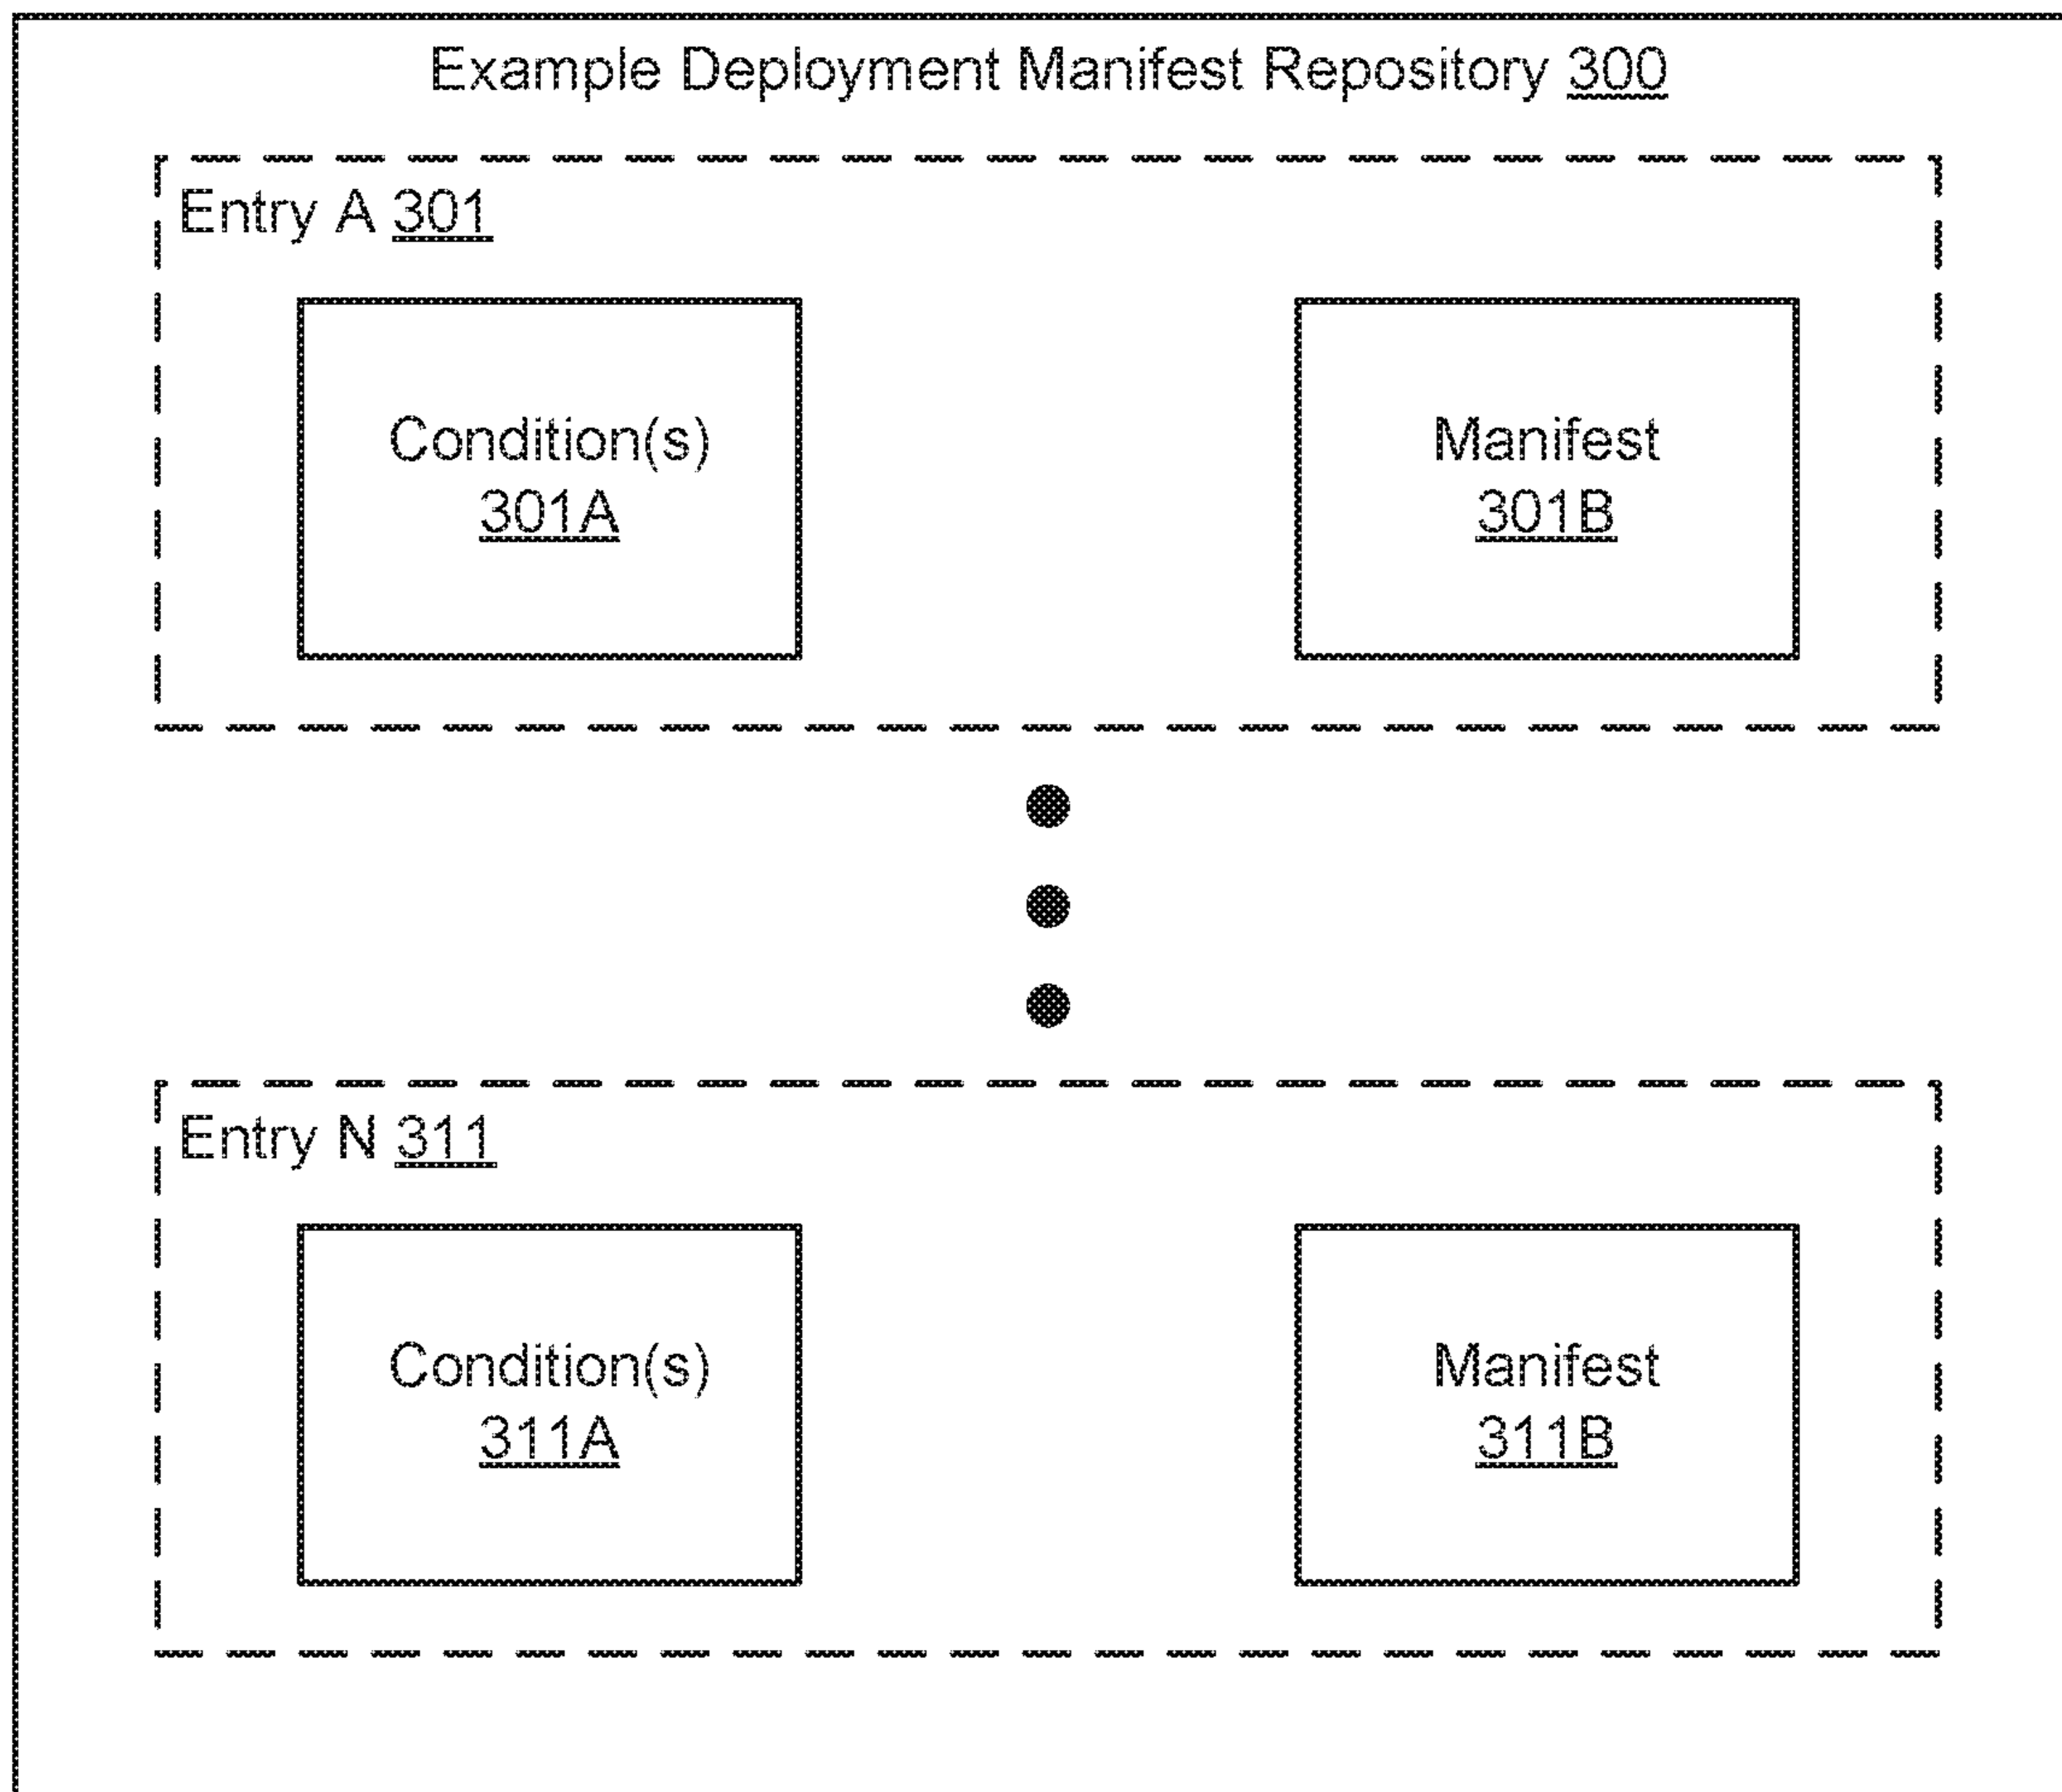 Example Deployment Manifest Repository 300
Entry A 301
Condition(s)
301A
Manifest
301B
Entry N 311
Condition(s)
311A
Manifest
311B